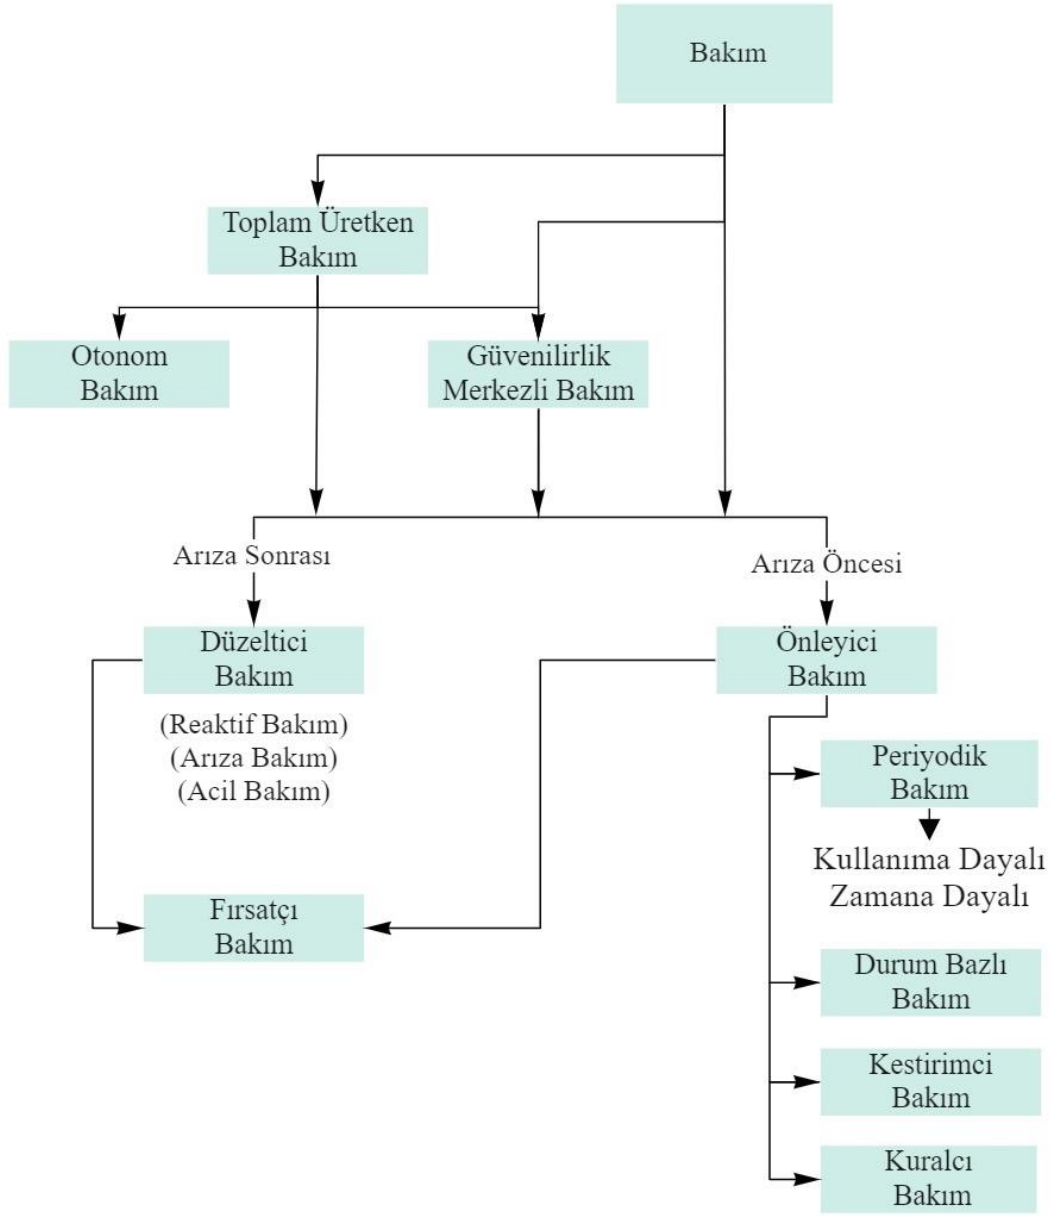 Bakım
Toplam Üretken
Bakım
Otonom
Bakım
Güvenilirlik
Merkezli Bakım
Arıza Sonrası
Arıza Öncesi
Düzeltici
Bakım
(Reaktif Bakım)
(Arıza Bakım)
(Acil Bakım)
Önleyici
Bakım
Periyodik
Bakım
Kullanıma Dayalı
Zamana Dayalı
Fırsatçı
Bakım
Durum Bazlı
Bakım
Kestirimci
Bakım
Kuralcı
Bakım